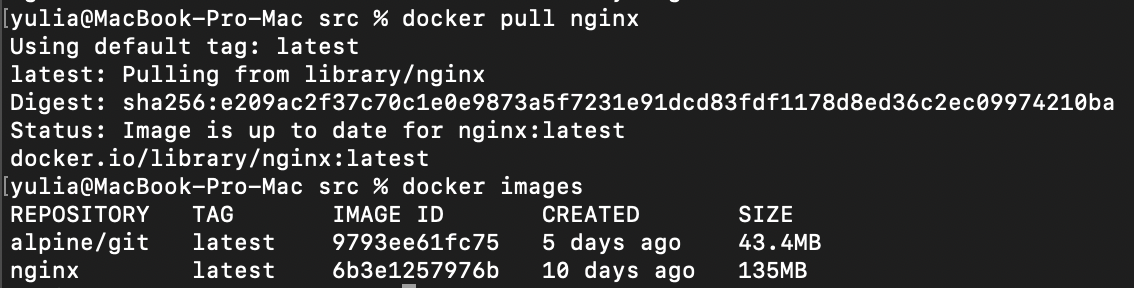 [yulia@MacBook-Pro-Mac src % docker pull nginx
Using default tag: latest
latest: Pulling from library/nginx
Digest: sha256:e209ac2f37c70c1e0e9873a5f7231e91dcd83fdf1178d8ed36c2ec09974210ba
Status: Image is up to date for nginx:latest
docker.io/library/nginx:latest
[yulia@MacBook-Pro-Mac src % docker images
REPOSITORY   TAG       IMAGE ID       CREATED       SIZE
alpine/git   latest    9793ee61fc75   5 days ago    43.4MB
nginx        latest    6b3e1257976b   10 days ago   135MB